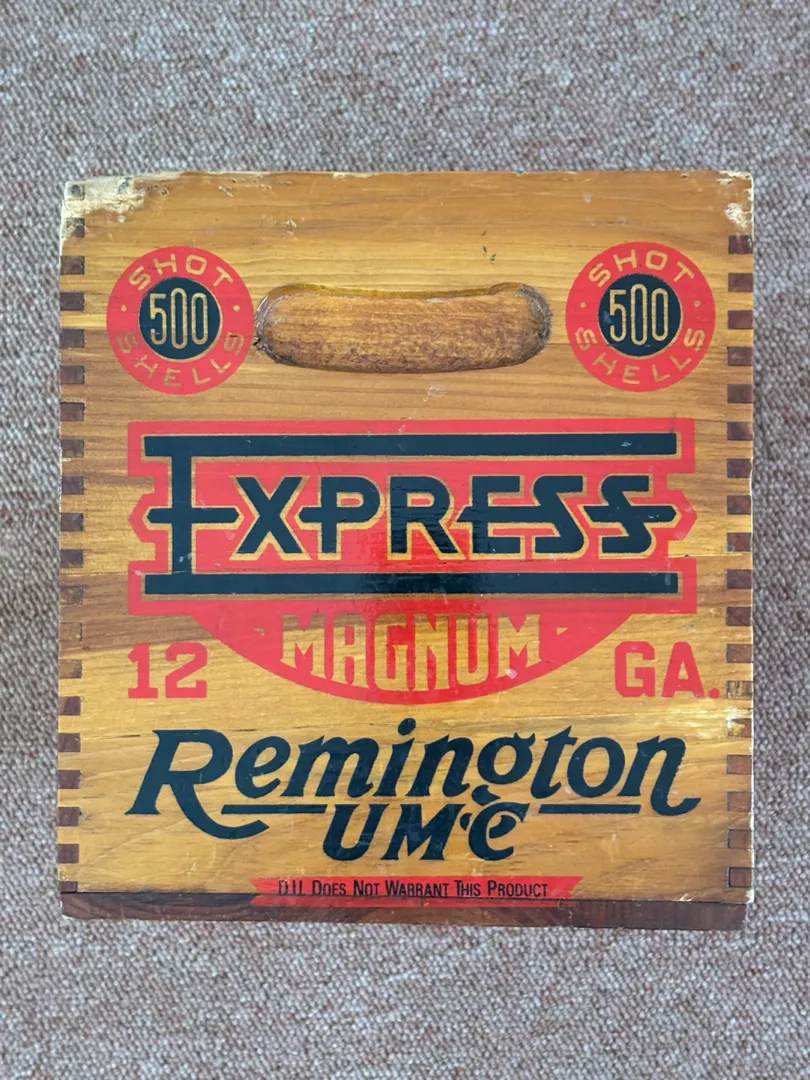 SHOT
500
SHELLS
SHOT
500
SHELLS
EXPRESS
MAGNUM
12 GA.
Remington
UMC
D.U. DOES NOT WARRANT THIS PRODUCT